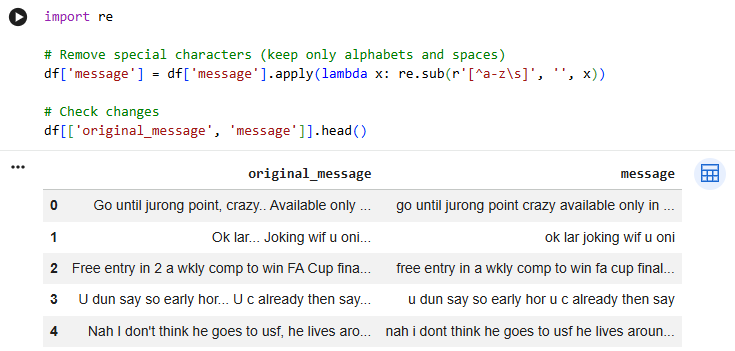 import re
# Remove special characters (keep only alphabets and spaces)
df['message'] = df['message'].apply(lambda x: re.sub(r'[^a-z\s]', '', x))
# Check changes
df[['original_message', 'message']].head()
original_message message
0 Go until jurong point, crazy.. Available only ... go until jurong point crazy available only in ...
1 Ok lar... Joking wif u oni... ok lar joking wif u oni
2 Free entry in 2 a wkly comp to win FA Cup fina... free entry in a wkly comp to win fa cup final...
3 U dun say so early hor... U c already then say... u dun say so early hor u c already then say
4 Nah I don't think he goes to usf, he lives aro... nah i dont think he goes to usf he lives aroun...